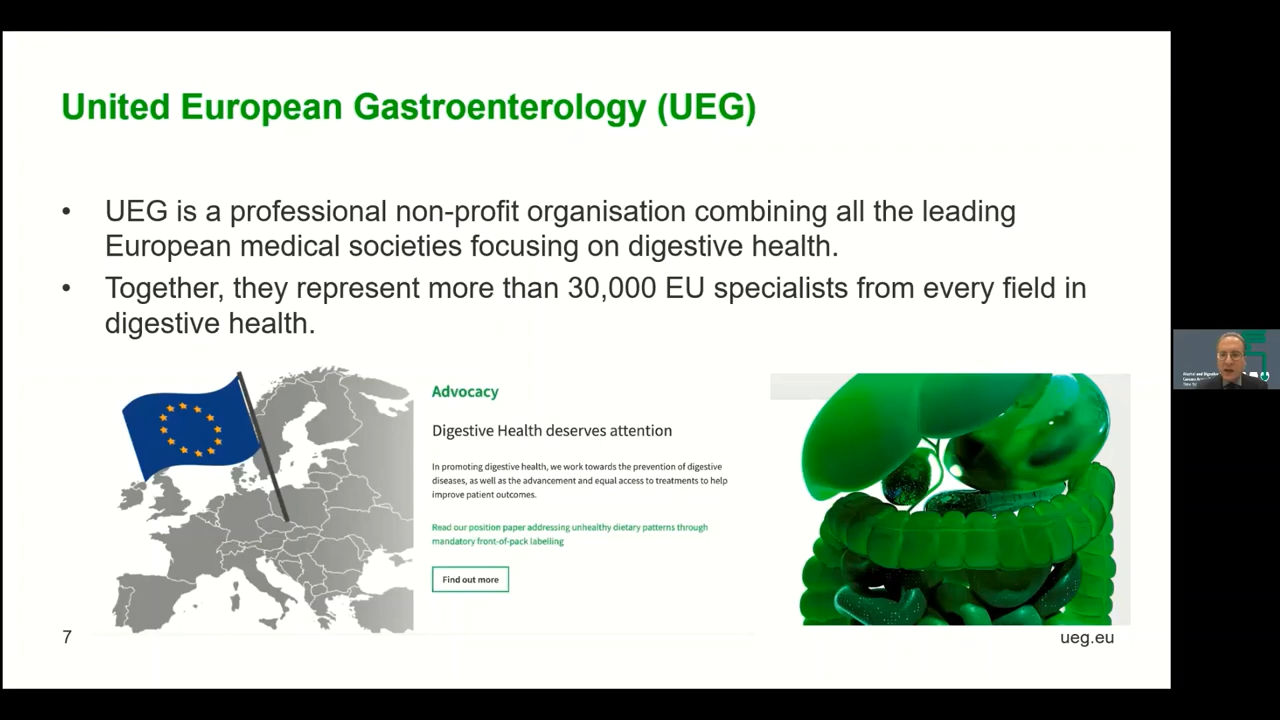 United European Gastroenterology (UEG)
• UEG is a professional non-profit organisation combining all the leading
European medical societies focusing on digestive health.
• Together, they represent more than 30,000 EU specialists from every field in
digestive health.
Advocacy
Digestive Health deserves attention
In promoting digestive health, we work towards the prevention of digestive
diseases, as well as the advancement and equal access to treatments to help
improve patient outcomes.
Read our position paper addressing unhealthy dietary patterns through
mandatory front-of-pack labelling
Find out more
7
ueg.eu
Alcohol and Digestive